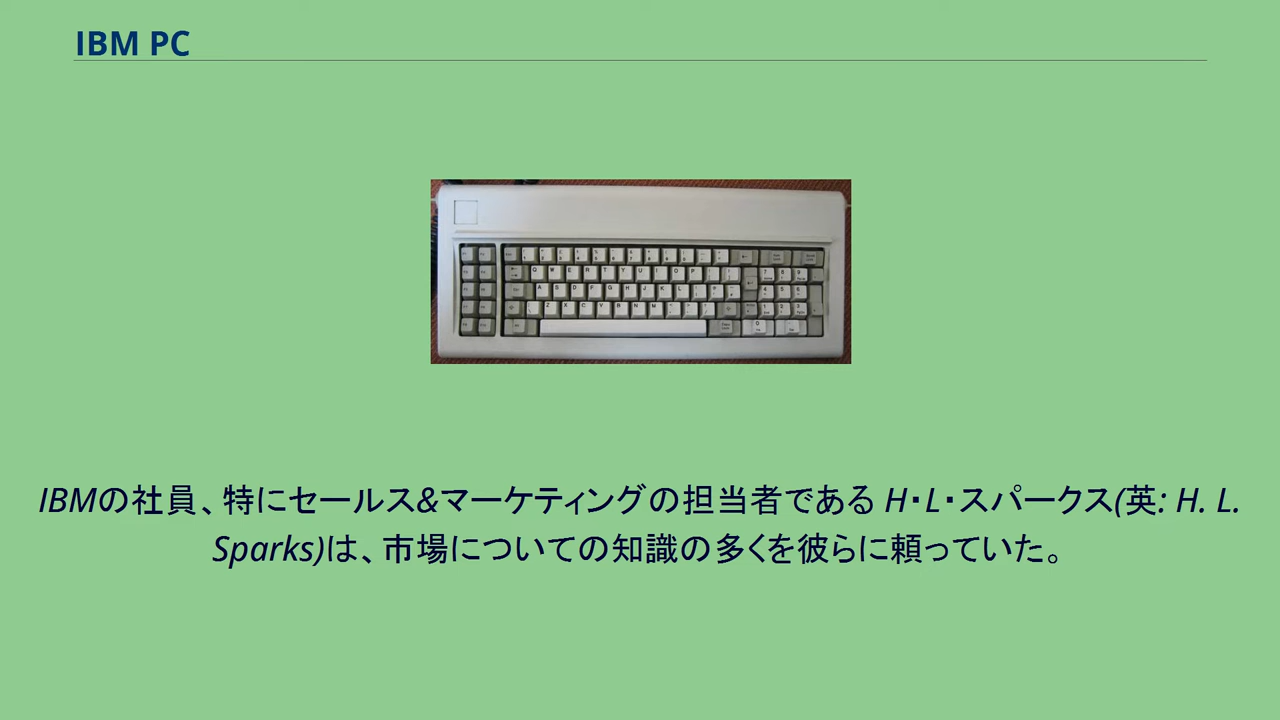 IBM PC
IBMの社員、特にセールス&マーケティングの担当者である H・L・スパークス(英: H. L.
Sparks)は、市場についての知識の多くを彼らに頼っていた。